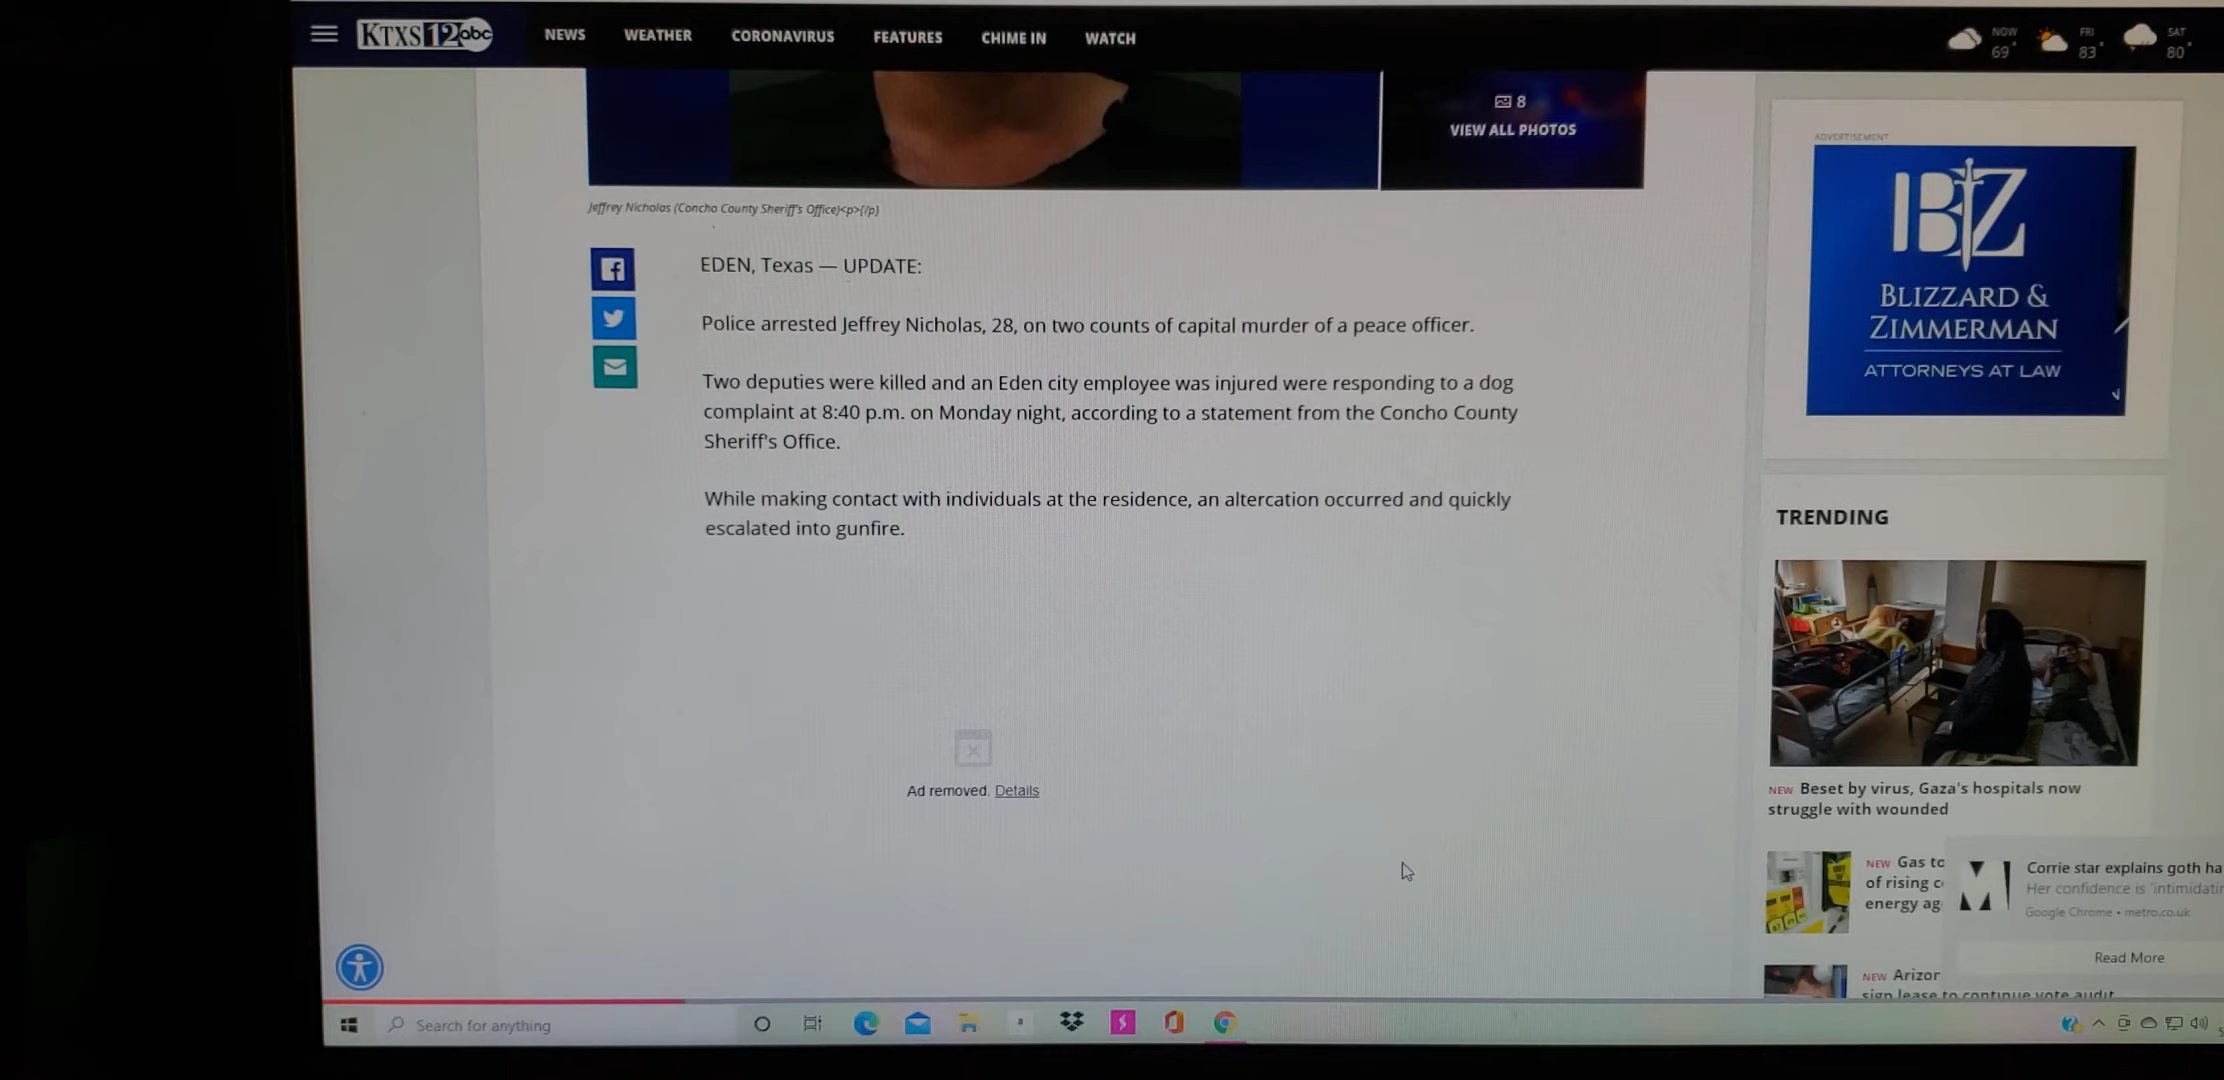 KTXS 12 abc
NEWS
WEATHER
CORONAVIRUS
FEATURES
CHIME IN
WATCH
NOW
69°
FRI
83°
SAT
80°
8
VIEW ALL PHOTOS
Jeffrey Nicholas (Concho County Sheriff's Office)<p>{/p}
EDEN, Texas — UPDATE:
Police arrested Jeffrey Nicholas, 28, on two counts of capital murder of a peace officer.
Two deputies were killed and an Eden city employee was injured were responding to a dog
complaint at 8:40 p.m. on Monday night, according to a statement from the Concho County
Sheriff's Office.
While making contact with individuals at the residence, an altercation occurred and quickly
escalated into gunfire.
Ad removed. Details
ADVERTISEMENT
BZ
BLIZZARD &
ZIMMERMAN
ATTORNEYS AT LAW
TRENDING
NEW Beset by virus, Gaza's hospitals now
struggle with wounded
NEW Gas to
of rising c
energy ag
M
Corrie star explains goth ha
Her confidence is 'intimidatin
Google Chrome • metro.co.uk
Read More
NEW Arizor
sign lease to continue vote audit
Search for anything
a